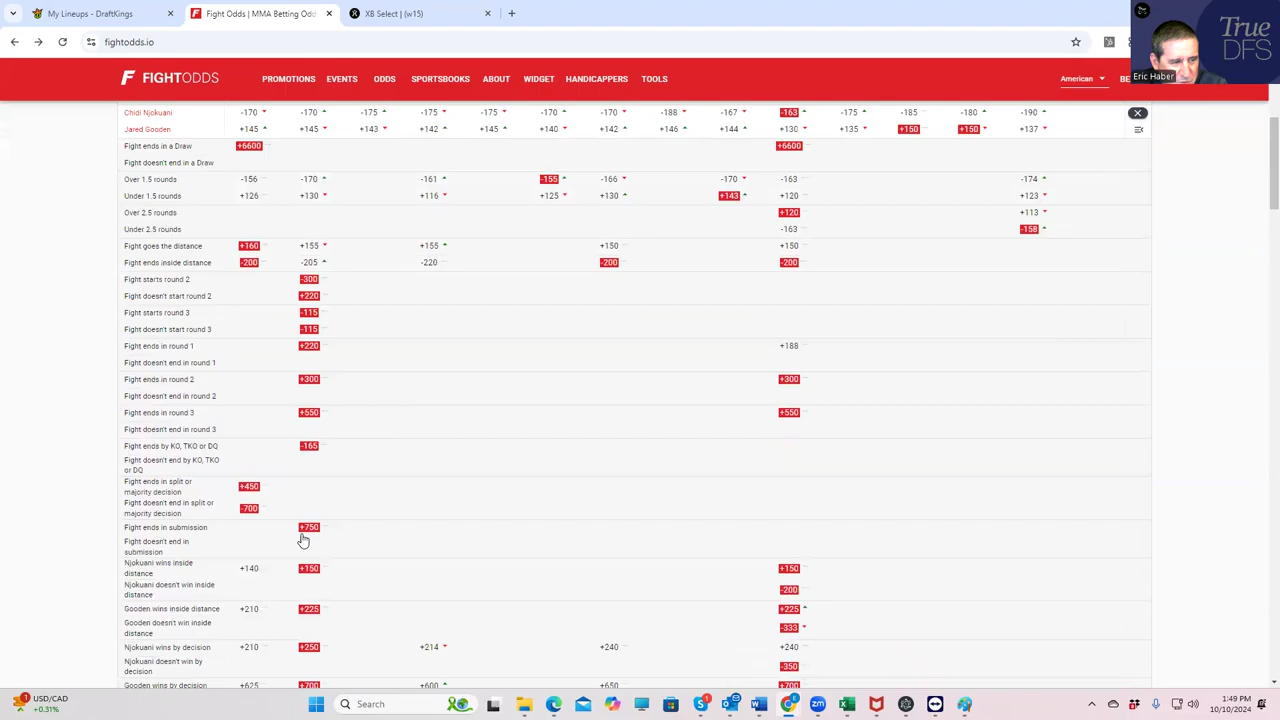 My Lineups - DraftKings
Fight Odds | MMA Betting Odd
XB Select | (w15)
fightodds.io
True
DFS
Eric Haber
FIGHTODDS PROMOTIONS EVENTS ODDS SPORTSBOOKS ABOUT WIDGET HANDICAPPERS TOOLS American BE
Chidi Njokuani -170 -170 -175 -175 -175 -170 -170 -188 -167 -163 -175 -185 -180 -190
Jared Gooden +145 +145 +143 +142 +145 +140 +142 +146 +144 +130 +135 +150 +150 +137
Fight ends in a Draw +6600 +6600
Fight doesn't end in a Draw
Over 1.5 rounds -156 -170 -161 -155 -166 -170 -163 -174
Under 1.5 rounds +126 +130 +116 +125 +130 +143 +120 +123
Over 2.5 rounds +120 +113
Under 2.5 rounds -163 -158
Fight goes the distance +160 +155 +155 +150 +150
Fight ends inside distance -200 -205 -220 -200 -200
Fight starts round 2 -300
Fight doesn't start round 2 +220
Fight starts round 3 -115
Fight doesn't start round 3 -115
Fight ends in round 1 +220 +188
Fight doesn't end in round 1
Fight ends in round 2 +300 +300
Fight doesn't end in round 2
Fight ends in round 3 +550 +550
Fight doesn't end in round 3
Fight ends by KO, TKO or DQ -165
Fight doesn't end by KO, TKO
or DQ
Fight ends in split or
majority decision +450
Fight doesn't end in split or
majority decision -700
Fight ends in submission +750
Fight doesn't end in
submission
Njokuani wins inside
distance +140 +150 +150
Njokuani doesn't win inside
distance -200
Gooden wins inside distance +210 +225 +225
Gooden doesn't win inside
distance -333
Njokuani wins by decision +210 +250 +214 +240 +240
Njokuani doesn't win by
decision -350
Gooden wins by decision +625 +700 +600 +650 +700
1
USD/CAD
+0.31%
Search
1
1:49 PM
10/10/2024